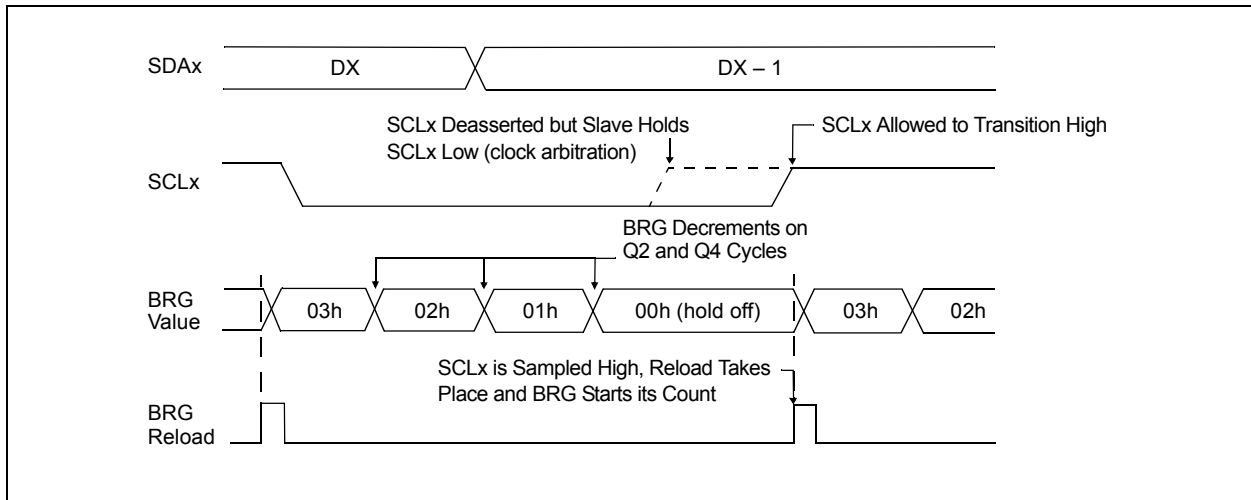 SDAx
DX
DX – 1
SCLx Deasserted but Slave Holds
SCLx Low (clock arbitration)
SCLx Allowed to Transition High
SCLx
BRG Decrements on
Q2 and Q4 Cycles
BRG
Value
03h
02h
01h
00h (hold off)
03h
02h
SCLx is Sampled High, Reload Takes
Place and BRG Starts its Count
BRG
Reload